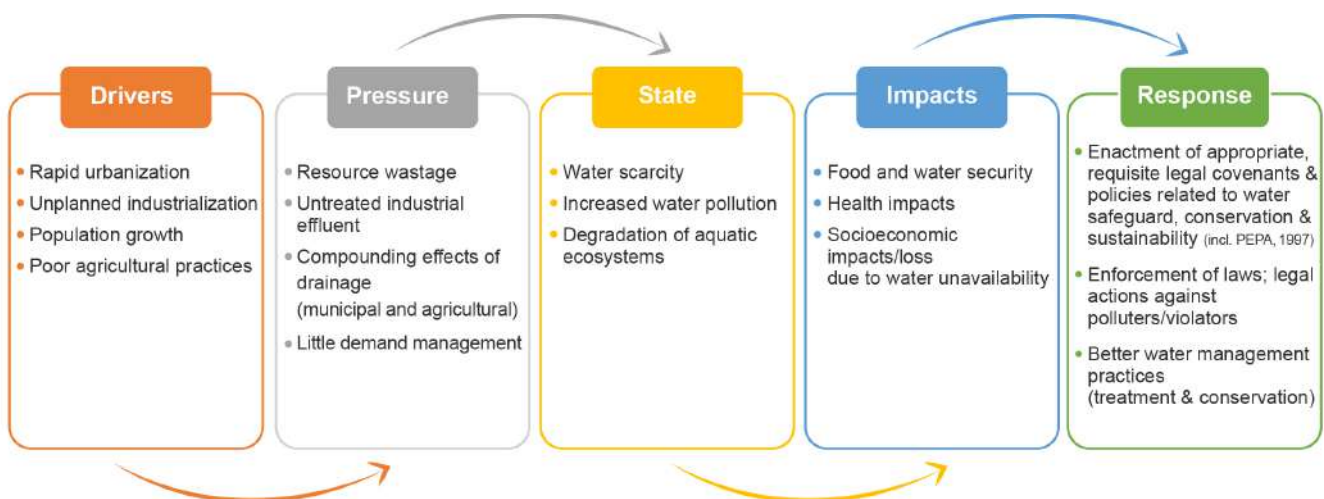 Drivers
• Rapid urbanization
• Unplanned industrialization
• Population growth
• Poor agricultural practices
Pressure
• Resource wastage
• Untreated industrial
effluent
• Compounding effects of
drainage
(municipal and agricultural)
• Little demand management
State
• Water scarcity
• Increased water pollution
• Degradation of aquatic
ecosystems
Impacts
• Food and water security
• Health impacts
• Socioeconomic
impacts/loss
due to water unavailability
Response
• Enactment of appropriate,
requisite legal covenants &
policies related to water
safeguard, conservation &
sustainability (incl. PEPA, 1997)
• Enforcement of laws; legal
actions against
polluters/violators
• Better water management
practices
(treatment & conservation)